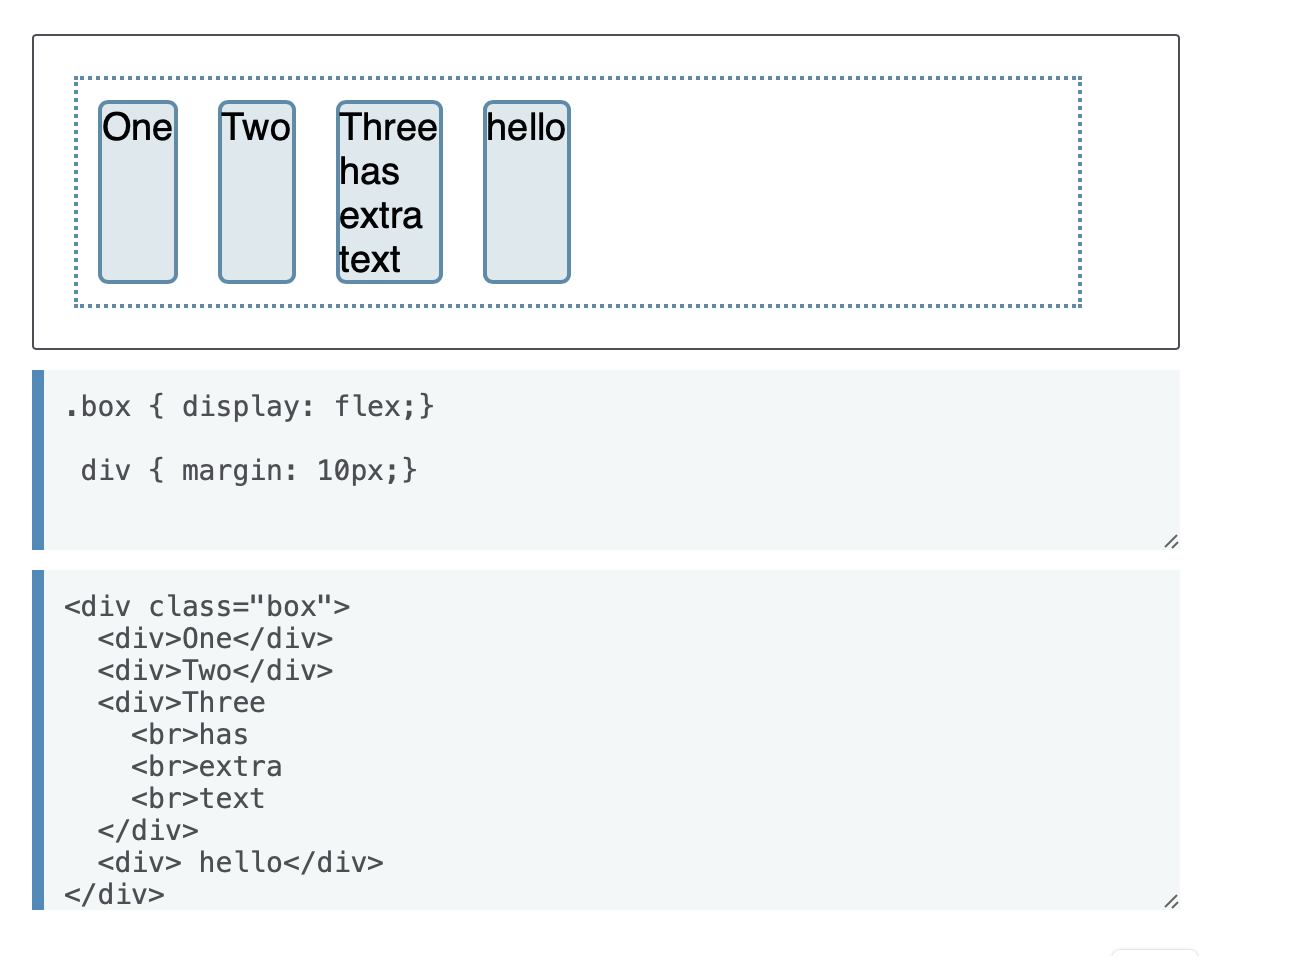 One Two Three hello
has
extra
text
.box { display: flex;}
div { margin: 10px;}
<div class="box">
<div>One</div>
<div>Two</div>
<div>Three
<br>has
<br>extra
<br>text
</div>
<div> hello</div>
</div>